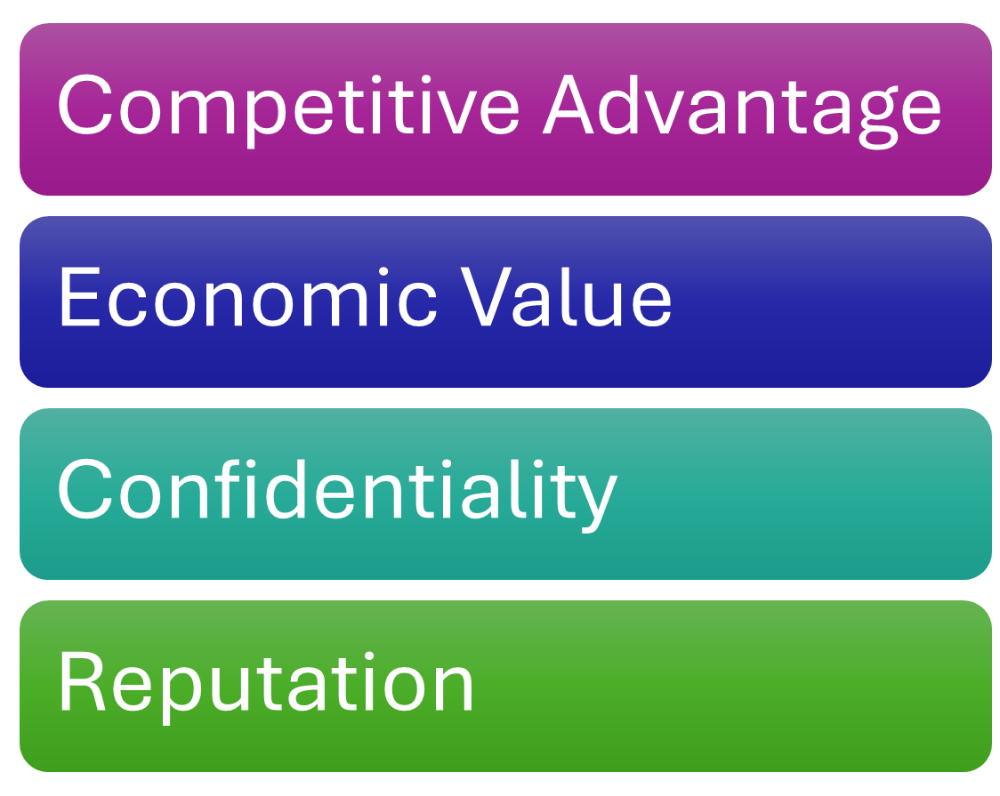 Competitive Advantage
Economic Value
Confidentiality
Reputation